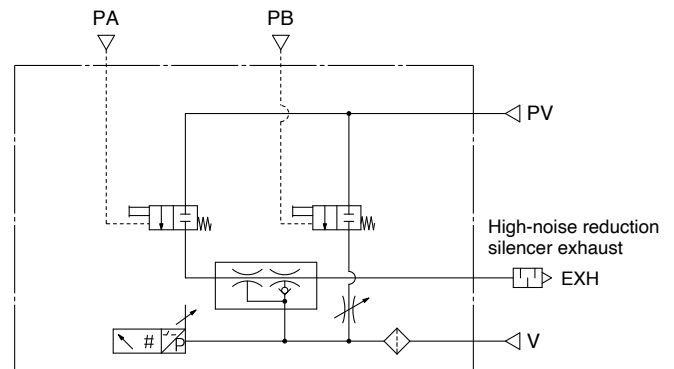 PA
PB
PV
High-noise reduction
silencer exhaust
EXH
# P
V